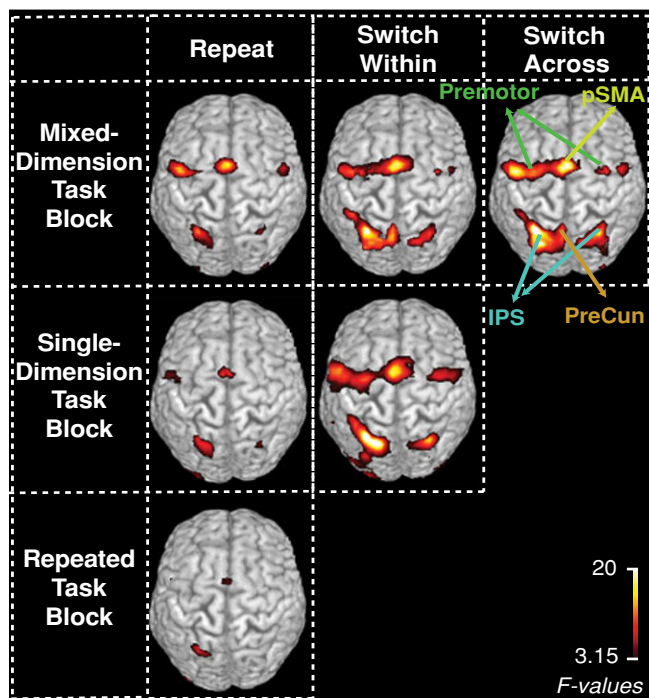 Repeat
Switch
Within
Switch
Across
Mixed-
Dimension
Task
Block
Premotor
pSMA
IPS
PreCun
Single-
Dimension
Task
Block
Repeated
Task
Block
20
3.15
F-values